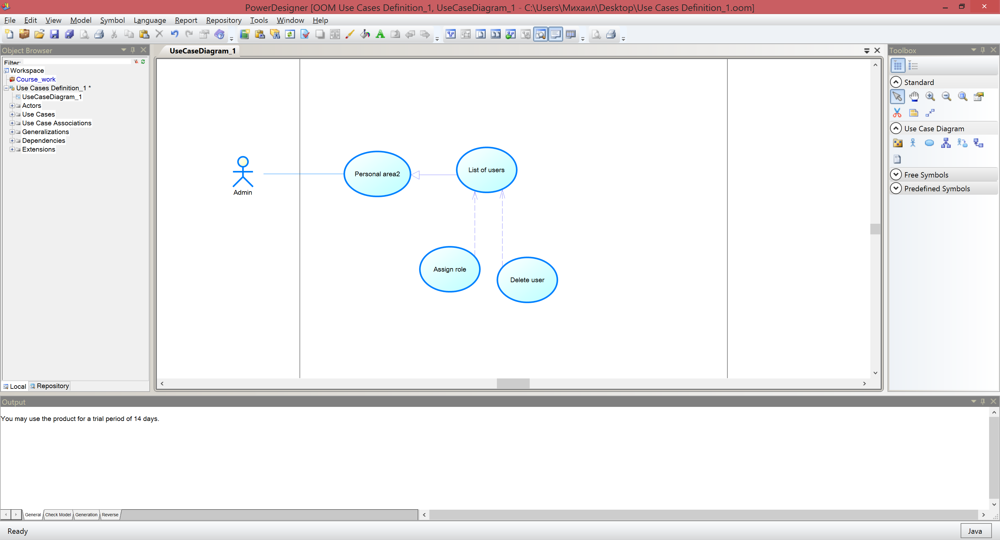 PowerDesigner [OOM Use Cases Definition_1, UseCaseDiagram_1 - C:\Users\Михаил\Desktop\Use Cases Definition_1.oom]
File Edit View Model Symbol Language Report Repository Tools Window Help
Object Browser
Filter:
Workspace
Course_work
Use Cases Definition_1 *
UseCaseDiagram_1
Actors
Use Cases
Use Case Associations
Generalizations
Dependencies
Extensions
Local Repository
UseCaseDiagram_1
Admin
Personal area2
List of users
Assign role
Delete user
Toolbox
Standard
Use Case Diagram
Free Symbols
Predefined Symbols
Output
You may use the product for a trial period of 14 days.
General Check Model Generation Reverse
Ready
Java